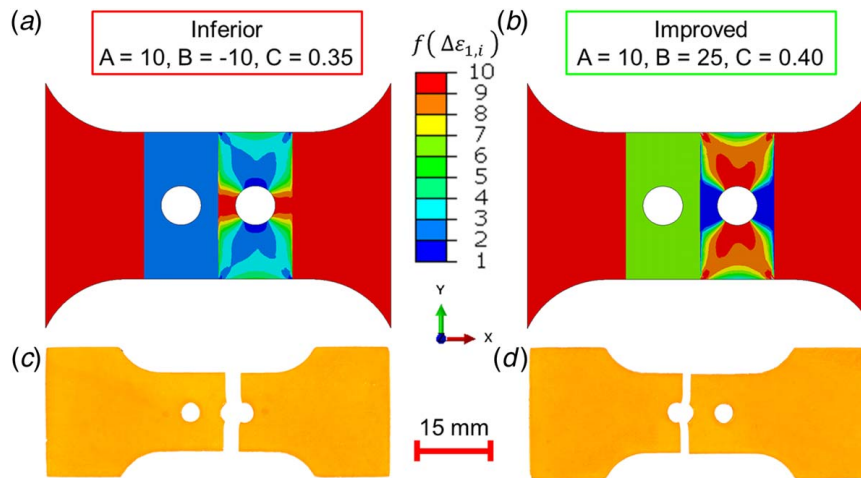 (a)
Inferior
A = 10, B = -10, C = 0.35
f(Δε₁,ᵢ)
10
9
8
7
6
5
4
3
2
1
Y
X
(b)
Improved
A = 10, B = 25, C = 0.40
(c)
15 mm
(d)